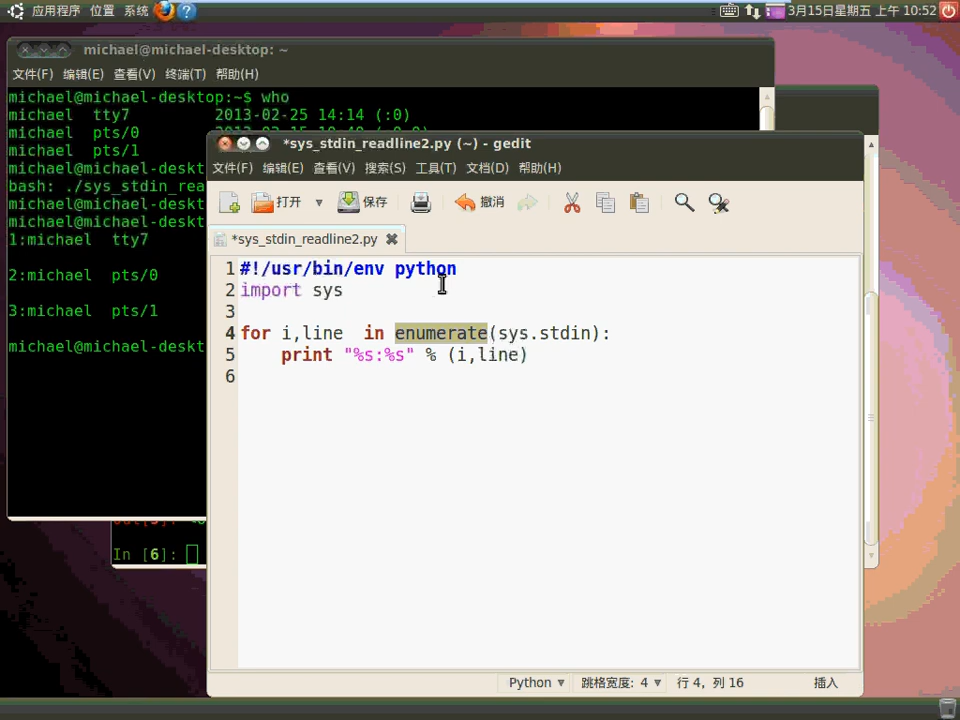 应用程序 位置 系统
3月15日星期五 上午 10:52
michael@michael-desktop: ~
文件(F) 编辑(E) 查看(V) 终端(T) 帮助(H)
michael@michael-desktop:~$ who
michael tty7 2013-02-25 14:14 (:0)
michael pts/0
michael pts/1
michael@michael-deskt
bash: ./sys_stdin_rea
michael@michael-deskt
michael@michael-deskt
1:michael tty7
2:michael pts/0
3:michael pts/1
michael@michael-deskt
In [6]:
*sys_stdin_readline2.py (~) - gedit
文件(F) 编辑(E) 查看(V) 搜索(S) 工具(T) 文档(D) 帮助(H)
打开 保存 撤消
*sys_stdin_readline2.py
1 #!/usr/bin/env python
2 import sys
3
4 for i,line  in enumerate(sys.stdin):
5     print "%s:%s" % (i,line)
6
Python 跳格宽度: 4 行 4, 列 16 插入